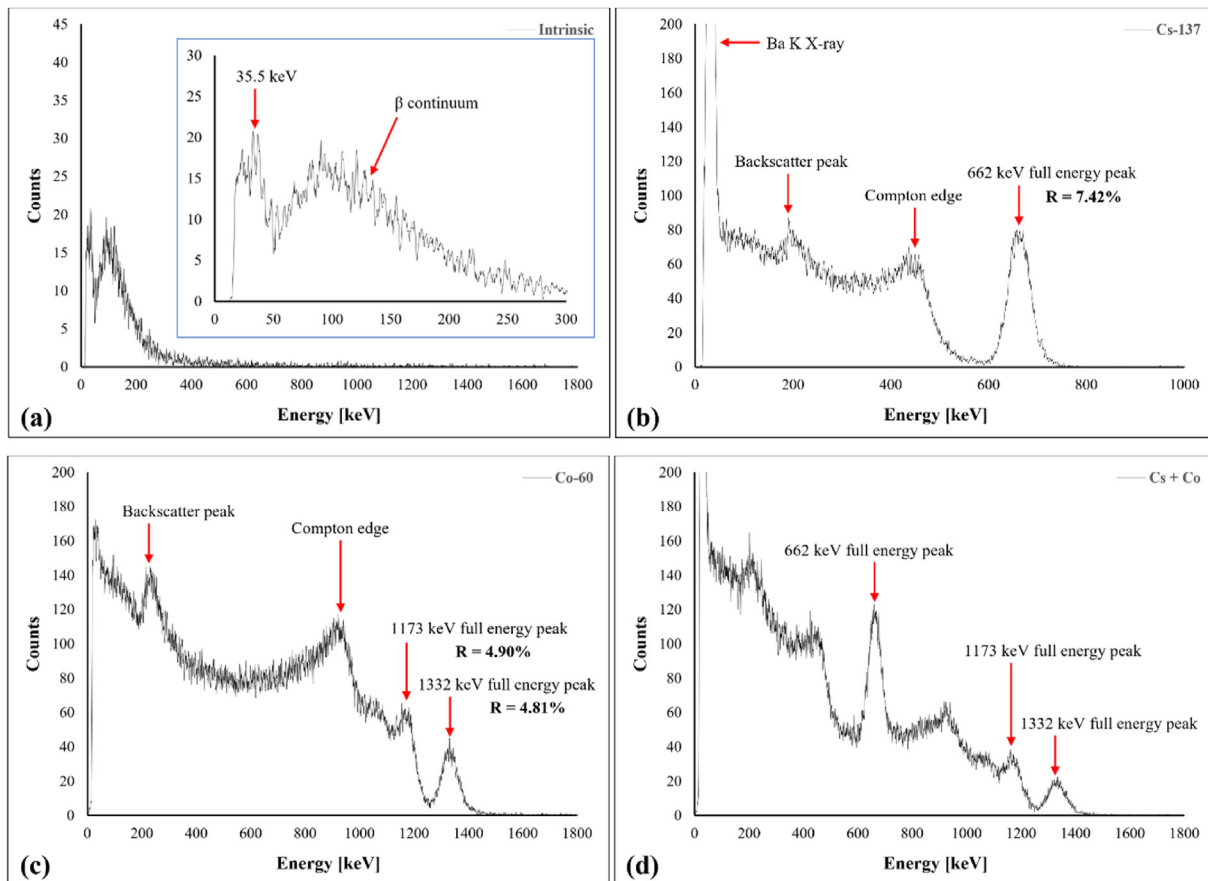 Intrinsic
45
40
35
30
25
20
15
10
5
0
Counts
30
25
20
15
10
5
0
35.5 keV
β continuum
0 50 100 150 200 250 300
0 200 400 600 800 1000 1200 1400 1600 1800
Energy [keV]
(a)
Cs-137
200
180
160
140
120
100
80
60
40
20
0
Counts
Ba K X-ray
Backscatter peak
Compton edge
662 keV full energy peak
R = 7.42%
0 200 400 600 800 1000
Energy [keV]
(b)
Co-60
200
180
160
140
120
100
80
60
40
20
0
Counts
Backscatter peak
Compton edge
1173 keV full energy peak
R = 4.90%
1332 keV full energy peak
R = 4.81%
0 200 400 600 800 1000 1200 1400 1600 1800
Energy [keV]
(c)
Cs + Co
200
180
160
140
120
100
80
60
40
20
0
Counts
662 keV full energy peak
1173 keV full energy peak
1332 keV full energy peak
0 200 400 600 800 1000 1200 1400 1600 1800
Energy [keV]
(d)